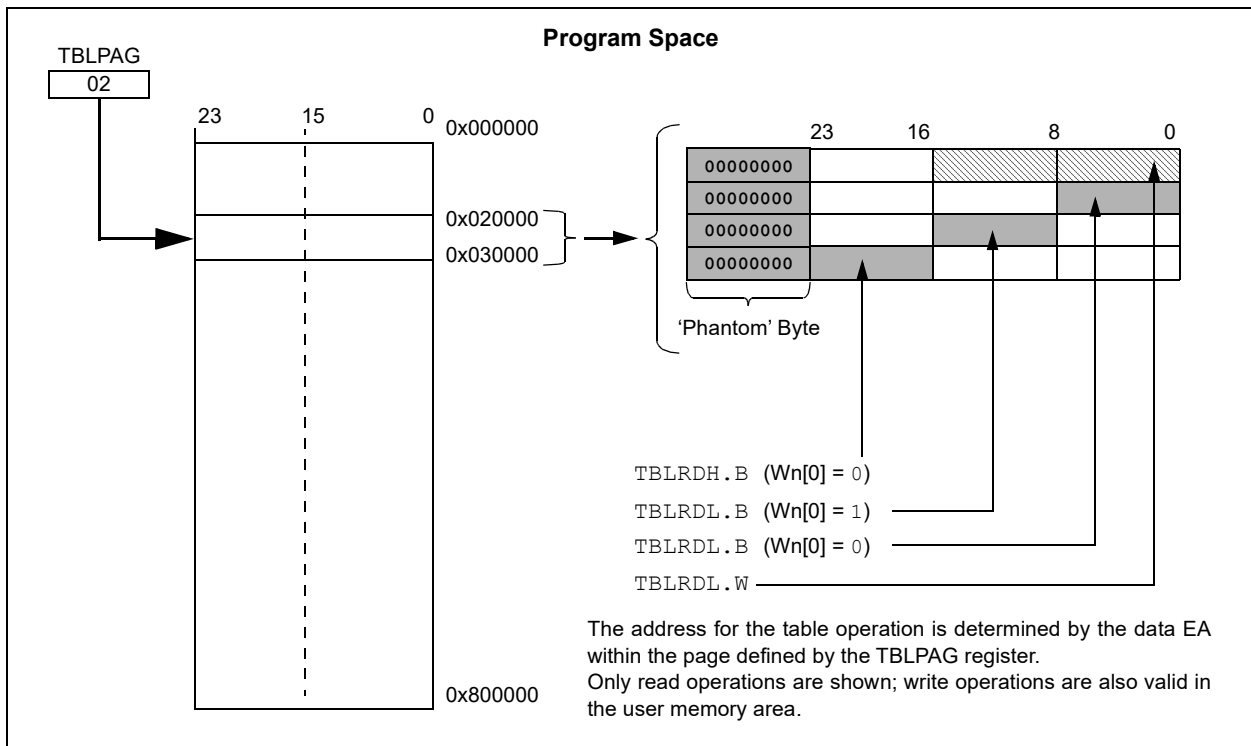 Program Space
TBLPAG
02
23 15 0
0x000000
0x020000
0x030000
0x800000
23 16 8 0
00000000
00000000
00000000
00000000
‘Phantom’ Byte
TBLRDH.B (Wn[0] = 0)
TBLRDL.B (Wn[0] = 1)
TBLRDL.B (Wn[0] = 0)
TBLRDL.W
The address for the table operation is determined by the data EA
within the page defined by the TBLPAG register.
Only read operations are shown; write operations are also valid in
the user memory area.